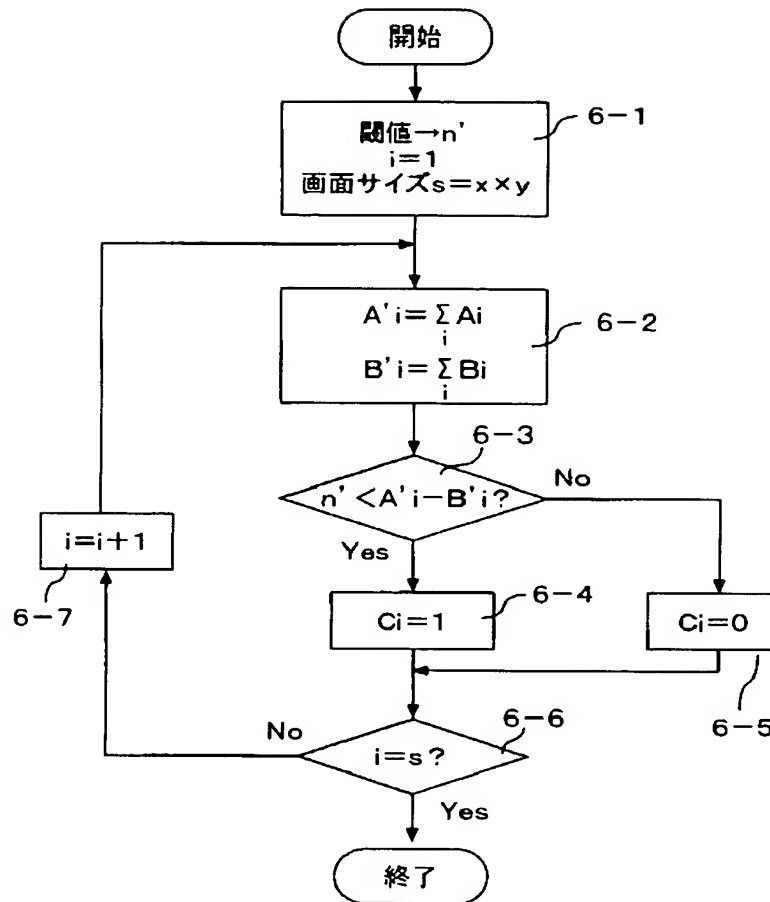 開始
閾値→n'
i=1
画面サイズs=x×y
6-1
A'i=ΣAi
i
B'i=ΣBi
i
6-2
6-3
n'<A'i-B'i?
No
Yes
i=i+1
6-7
Ci=1
6-4
Ci=0
6-5
No
6-6
i=s?
Yes
終了